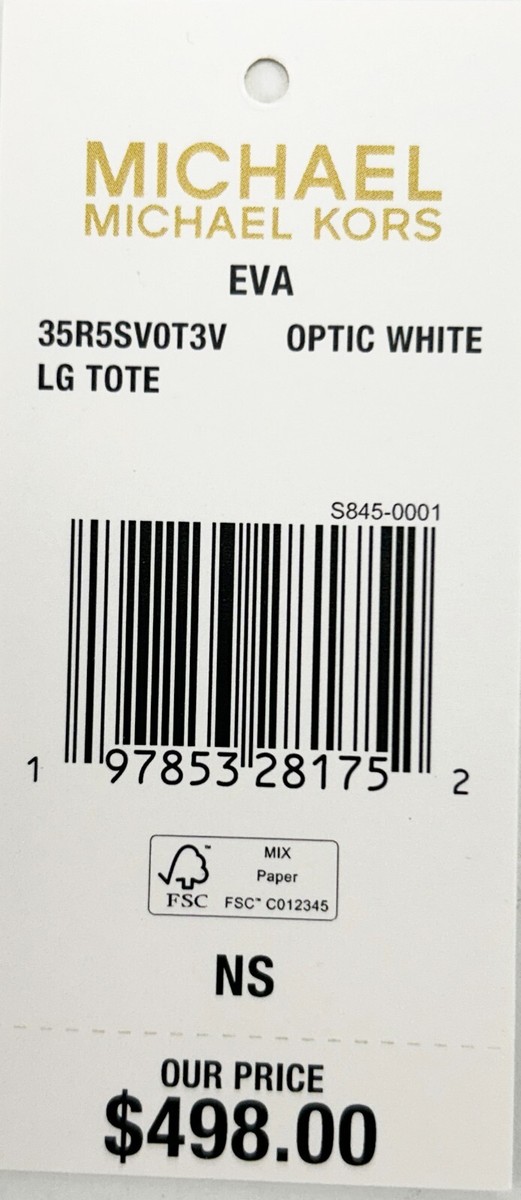 MICHAEL
MICHAEL KORS
EVA
35R5SV0T3V OPTIC WHITE
LG TOTE
S845-0001
1 97853 28175 2
FSC
MIX
Paper
FSC™ C012345
NS
OUR PRICE
$498.00